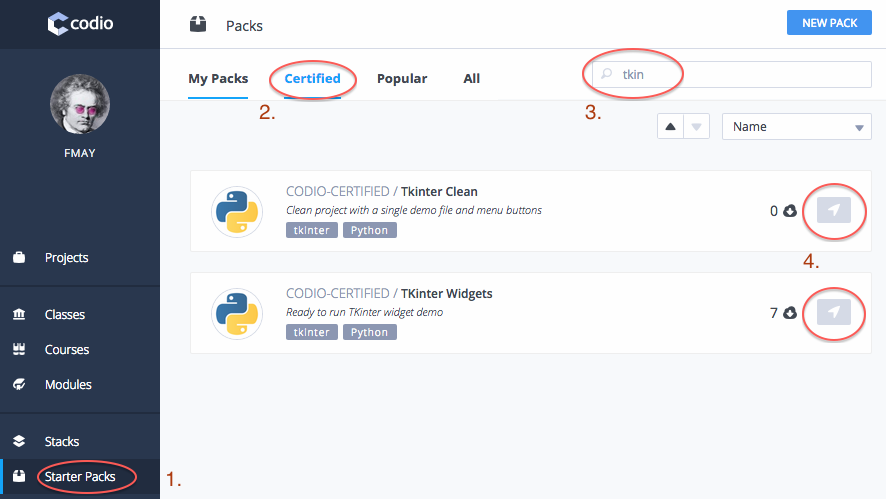 codio
FMAY
Projects
Classes
Courses
Modules
Stacks
Starter Packs
1.
Packs
NEW PACK
My Packs
Certified
Popular
All
2.
tkin
3.
Name
CODIO-CERTIFIED / Tkinter Clean
Clean project with a single demo file and menu buttons
tkInter Python
0
4.
CODIO-CERTIFIED / TKinter Widgets
Ready to run TKinter widget demo
tkInter Python
7